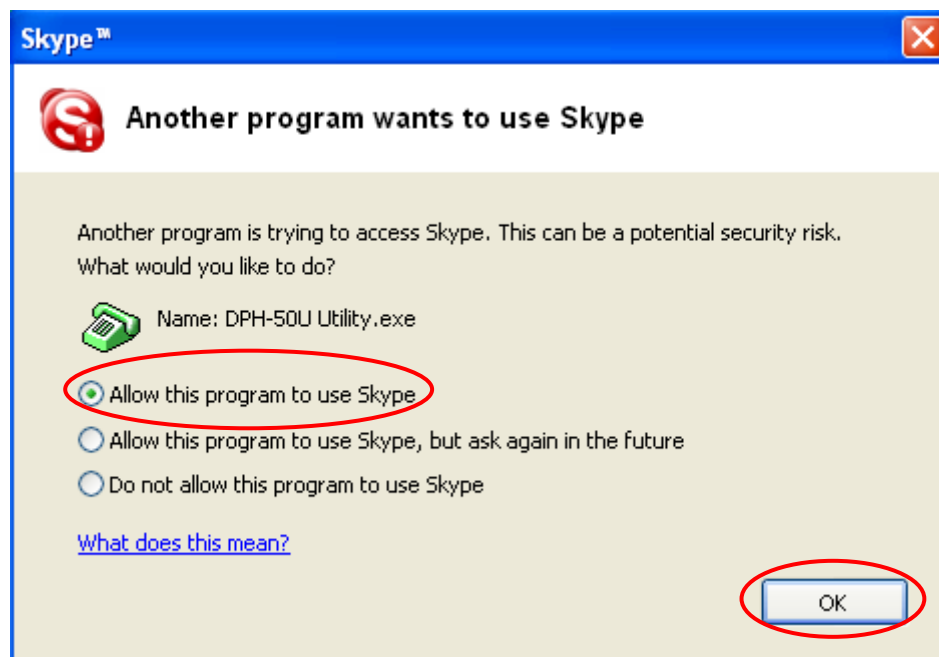 Skype™
Another program wants to use Skype
Another program is trying to access Skype. This can be a potential security risk.
What would you like to do?
Name: DPH-50U Utility.exe
Allow this program to use Skype
Allow this program to use Skype, but ask again in the future
Do not allow this program to use Skype
What does this mean?
OK